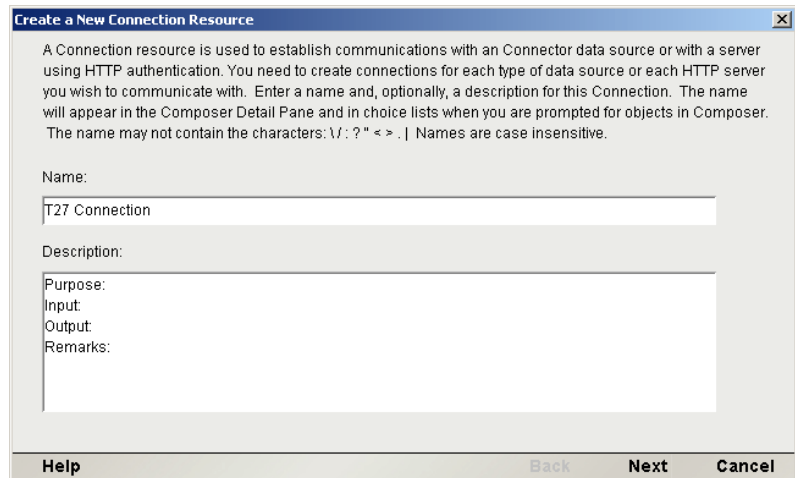 Create a New Connection Resource
A Connection resource is used to establish communications with an Connector data source or with a server
using HTTP authentication. You need to create connections for each type of data source or each HTTP server
you wish to communicate with.  Enter a name and, optionally, a description for this Connection.  The name
will appear in the Composer Detail Pane and in choice lists when you are prompted for objects in Composer.
The name may not contain the characters: \ / : ? " < > . |  Names are case insensitive.
Name:
T27 Connection
Description:
Purpose:
Input:
Output:
Remarks:
Help Back Next Cancel